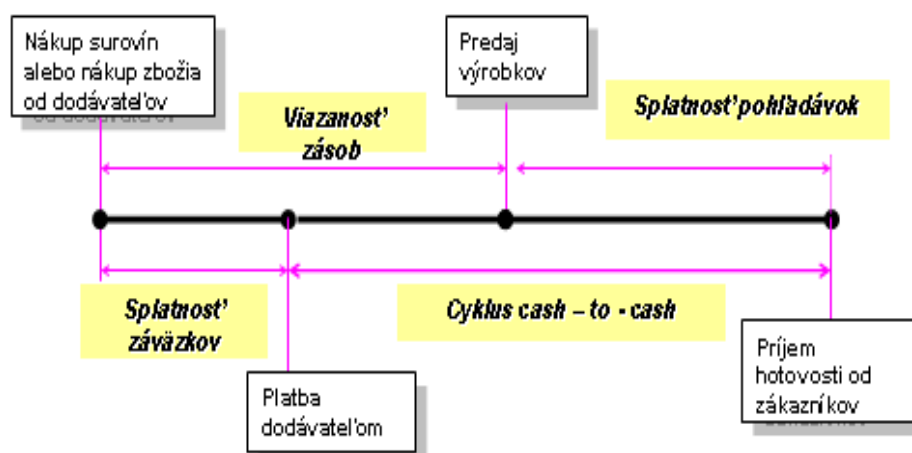 Nákup surovín
alebo nákup zbožia
od dodávateľov
Predaj
výrobkov
Viazanosť
zásob
Splatnosť pohľadávok
Splatnosť
záväzkov
Cyklus cash – to - cash
Platba
dodávateľom
Príjem
hotovosti od
zákazníkov